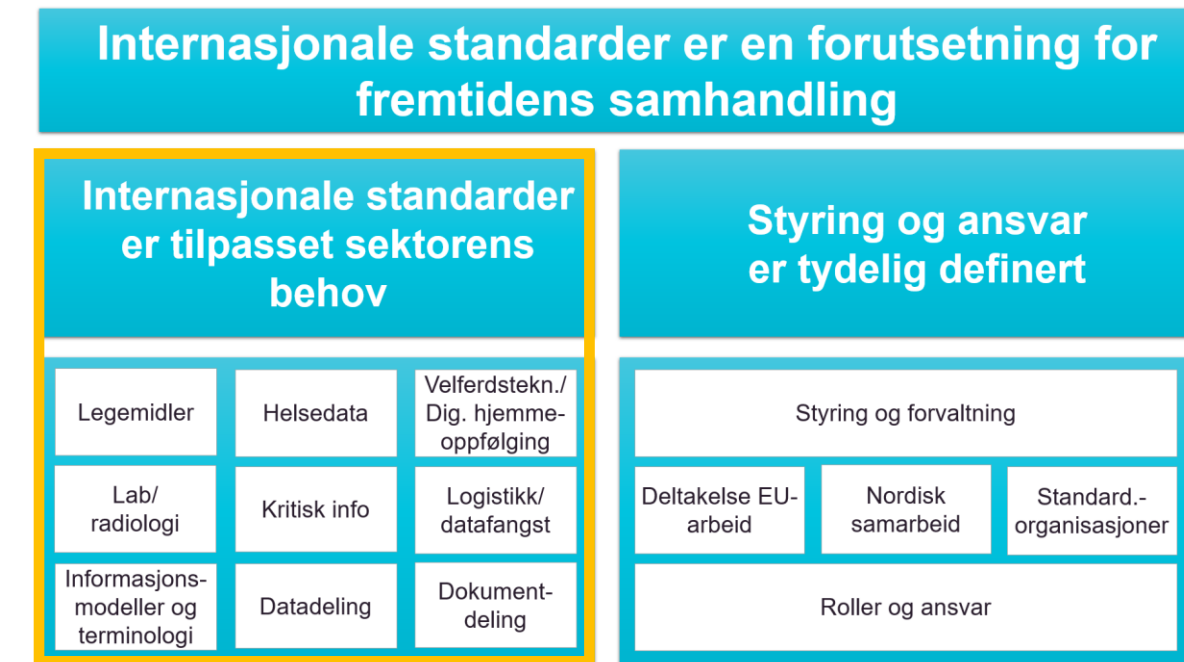 Internasjonale standarder er en forutsetning for
fremtidens samhandling
Internasjonale standarder
er tilpasset sektorens
behov
Legemidler
Helsedata
Velferdstekn./
Dig. hjemme-
oppfølging
Lab/
radiologi
Kritisk info
Logistikk/
datafangst
Informasjons-
modeller og
terminologi
Datadeling
Dokument-
deling
Styring og ansvar
er tydelig definert
Styring og forvaltning
Deltakelse EU-
arbeid
Nordisk
samarbeid
Standard.-
organisasjoner
Roller og ansvar